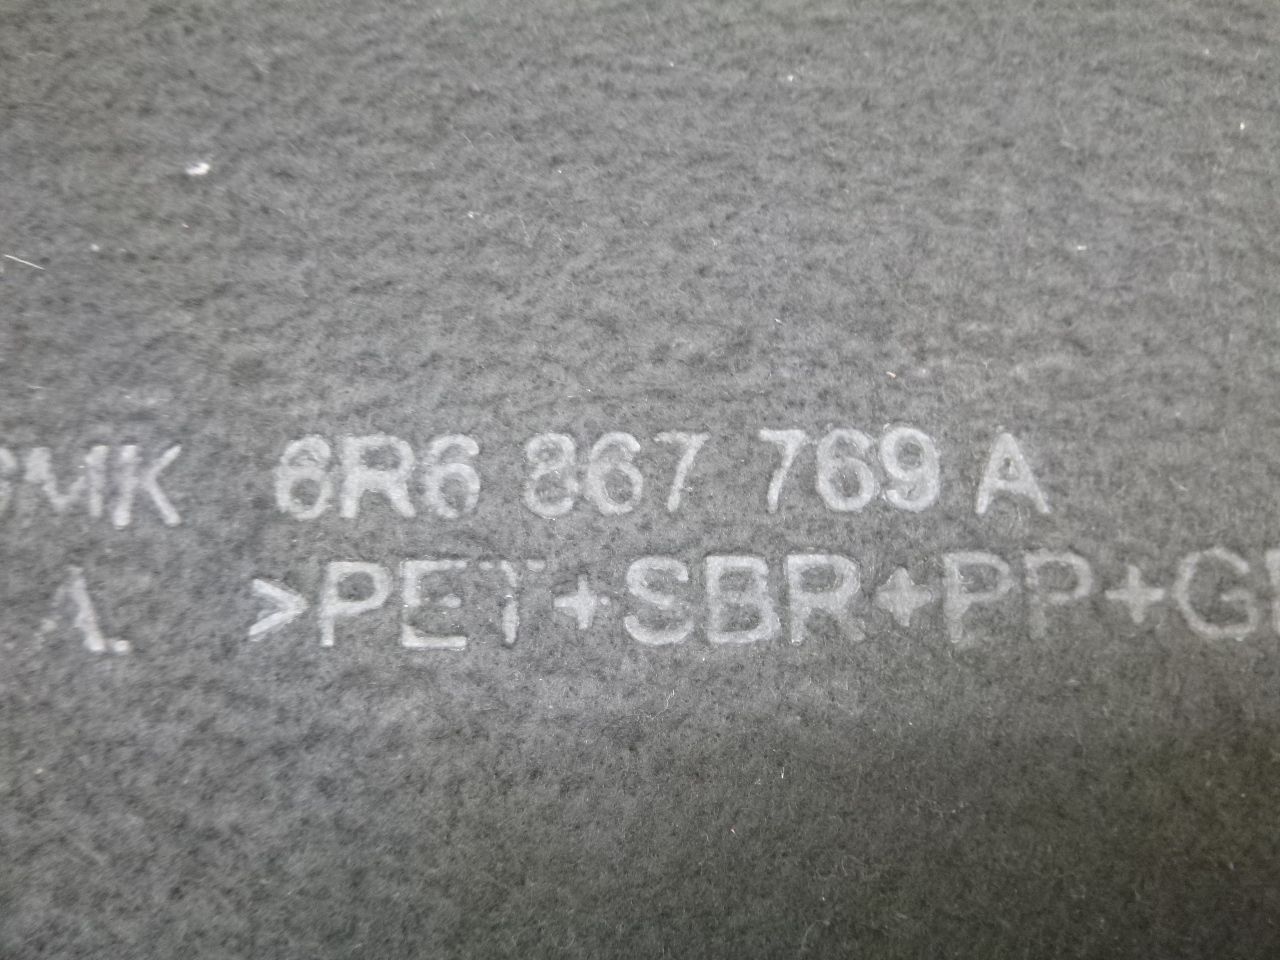 MK 6R6 867 769 A
A. >PET+SBR+PP+G